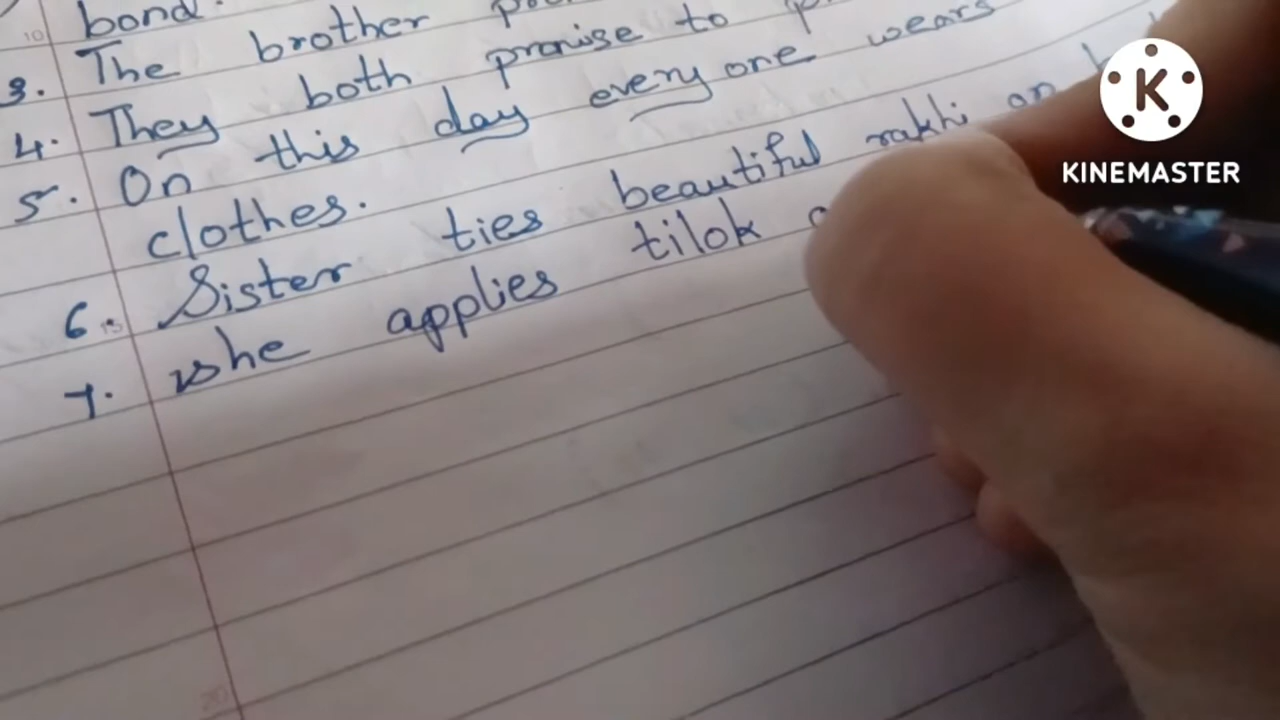 bond.
3. The brother
4. They both promise to
5. On this day every one wears
clothes.
6. Sister ties beautiful rakhi on
7. she applies tilok
K
KINEMASTER